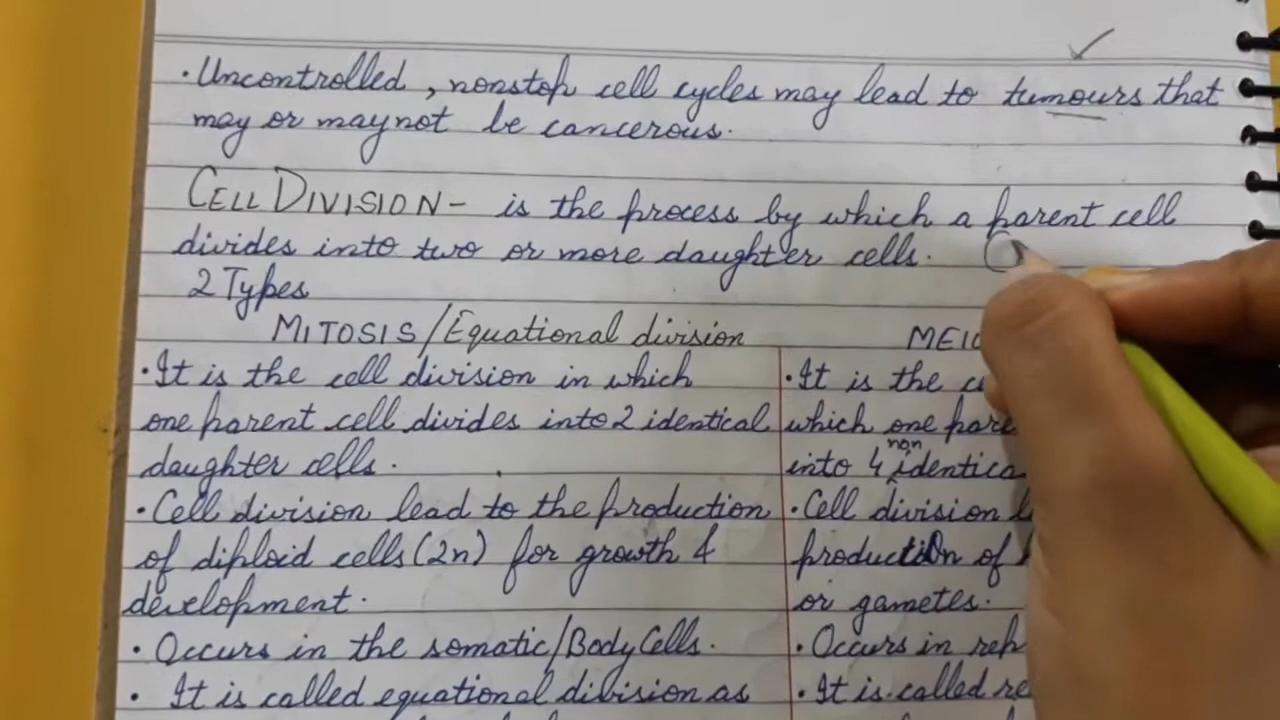 · Uncontrolled, nonstop cell cycles may lead to tumours that
may or may not be cancerous.
CELL DIVISION - is the process by which a parent cell
divides into two or more daughter cells.
2 Types
MITOSIS/Equational division
· It is the cell division in which
one parent cell divides into 2 identical
daughter cells.
· Cell division lead to the production
of diploid cells (2n) for growth &
development.
· Occurs in the somatic/Body Cells.
· It is called equational division as
· It is the
which one
non
into 4 identica
· Cell division
production of
or gametes.
· Occurs in
· It is called